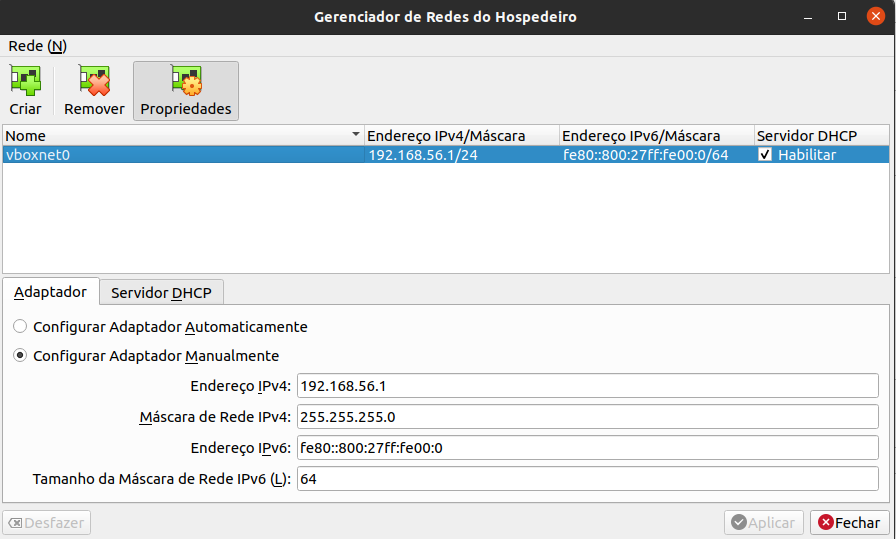 Gerenciador de Redes do Hospedeiro
Rede (N)
Criar Remover Propriedades
Nome Endereço IPv4/Máscara Endereço IPv6/Máscara Servidor DHCP
vboxnet0 192.168.56.1/24 fe80::800:27ff:fe00:0/64 Habilitar
Adaptador Servidor DHCP
Configurar Adaptador Automaticamente
Configurar Adaptador Manualmente
Endereço IPv4: 192.168.56.1
Máscara de Rede IPv4: 255.255.255.0
Endereço IPv6: fe80::800:27ff:fe00:0
Tamanho da Máscara de Rede IPv6 (L): 64
Desfazer Aplicar Fechar